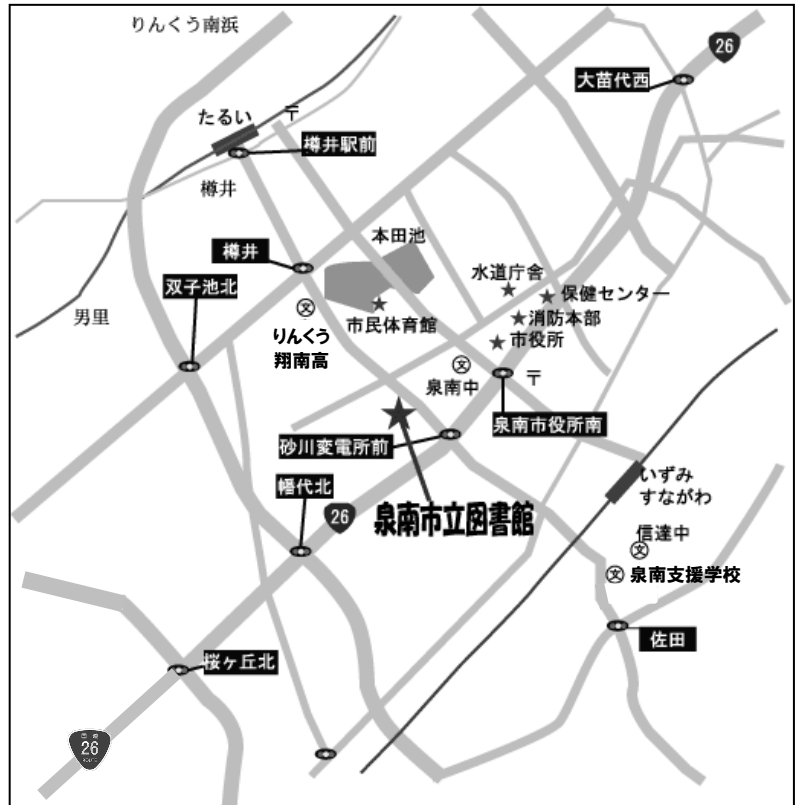 りんくう南浜
26
大苗代西
たるい
〒
樽井駅前
樽井
本田池
樽井
水道庁舎
保健センター
双子池北
文
市民体育館
消防本部
男里
りんくう
翔南高
市役所
文
泉南中
〒
泉南市役所南
砂川変電所前
いずみ
すながわ
幡代北
26
泉南市立図書館
信達中
文
文
泉南支援学校
佐田
桜ヶ丘北
26